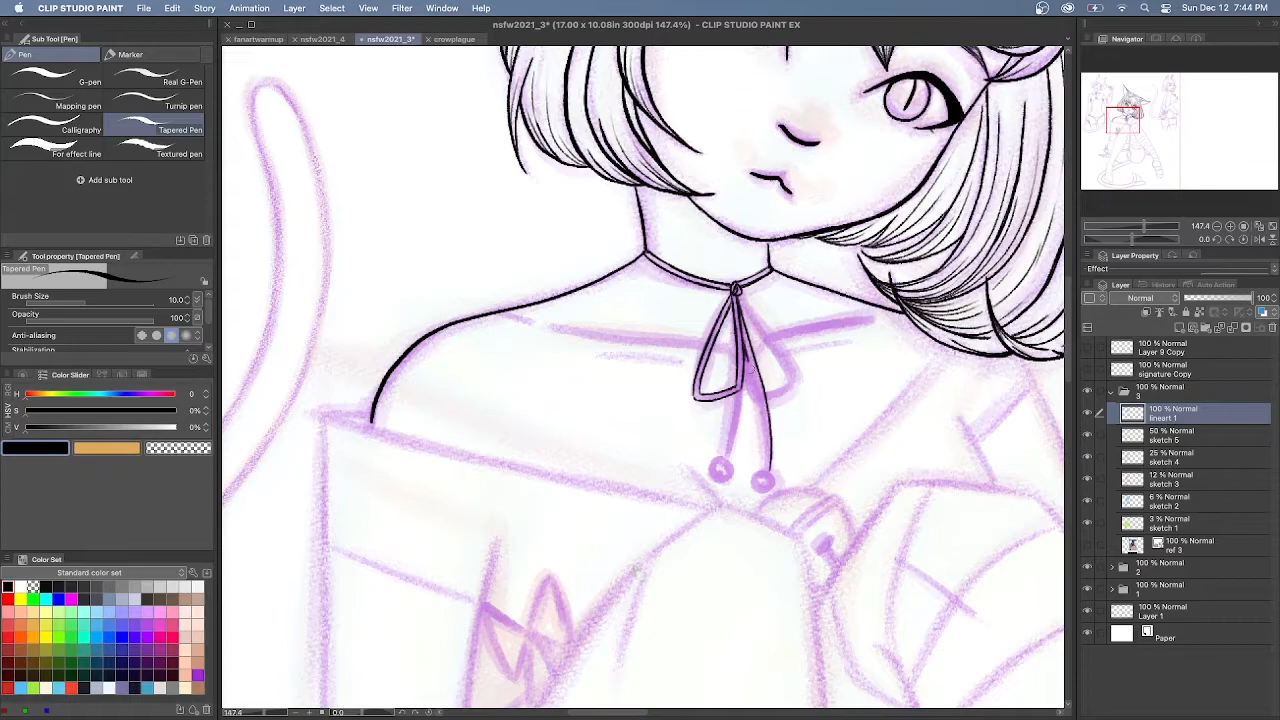 CLIP STUDIO PAINT File Edit Story Animation Layer Select View Filter Window Help Sun Dec 12 7:44 PM
nsfw2021_3* (17.00 x 10.08in 300dpi 147.4%) - CLIP STUDIO PAINT EX
Sub Tool [Pen]
fanartwarmup nsfw2021_4 nsfw2021_3* crowplague
Navigator
Pen Marker
G-pen Real G-Pen
Mapping pen Turnip pen
Calligraphy Tapered Pen
For effect line Textured pen
Add sub tool
147.4
0.0
Tool property [Tapered Pen]
Layer Property
Tapered Pen
Effect
Layer History Auto Action
Brush Size 10.0
Normal 100
Opacity 100
Anti-aliasing
Stabilization
100 % Normal
Layer 9 Copy
100 % Normal
signature Copy
Color Slider
H 0
S 0%
V 0%
100 % Normal
3
100 % Normal
lineart 1
50 % Normal
sketch 5
25 % Normal
sketch 4
12 % Normal
sketch 3
6 % Normal
sketch 2
3 % Normal
sketch 1
100 % Normal
ref 3
100 % Normal
2
100 % Normal
1
100 % Normal
Layer 1
Paper
Color Set
Standard color set
147.4 0.0